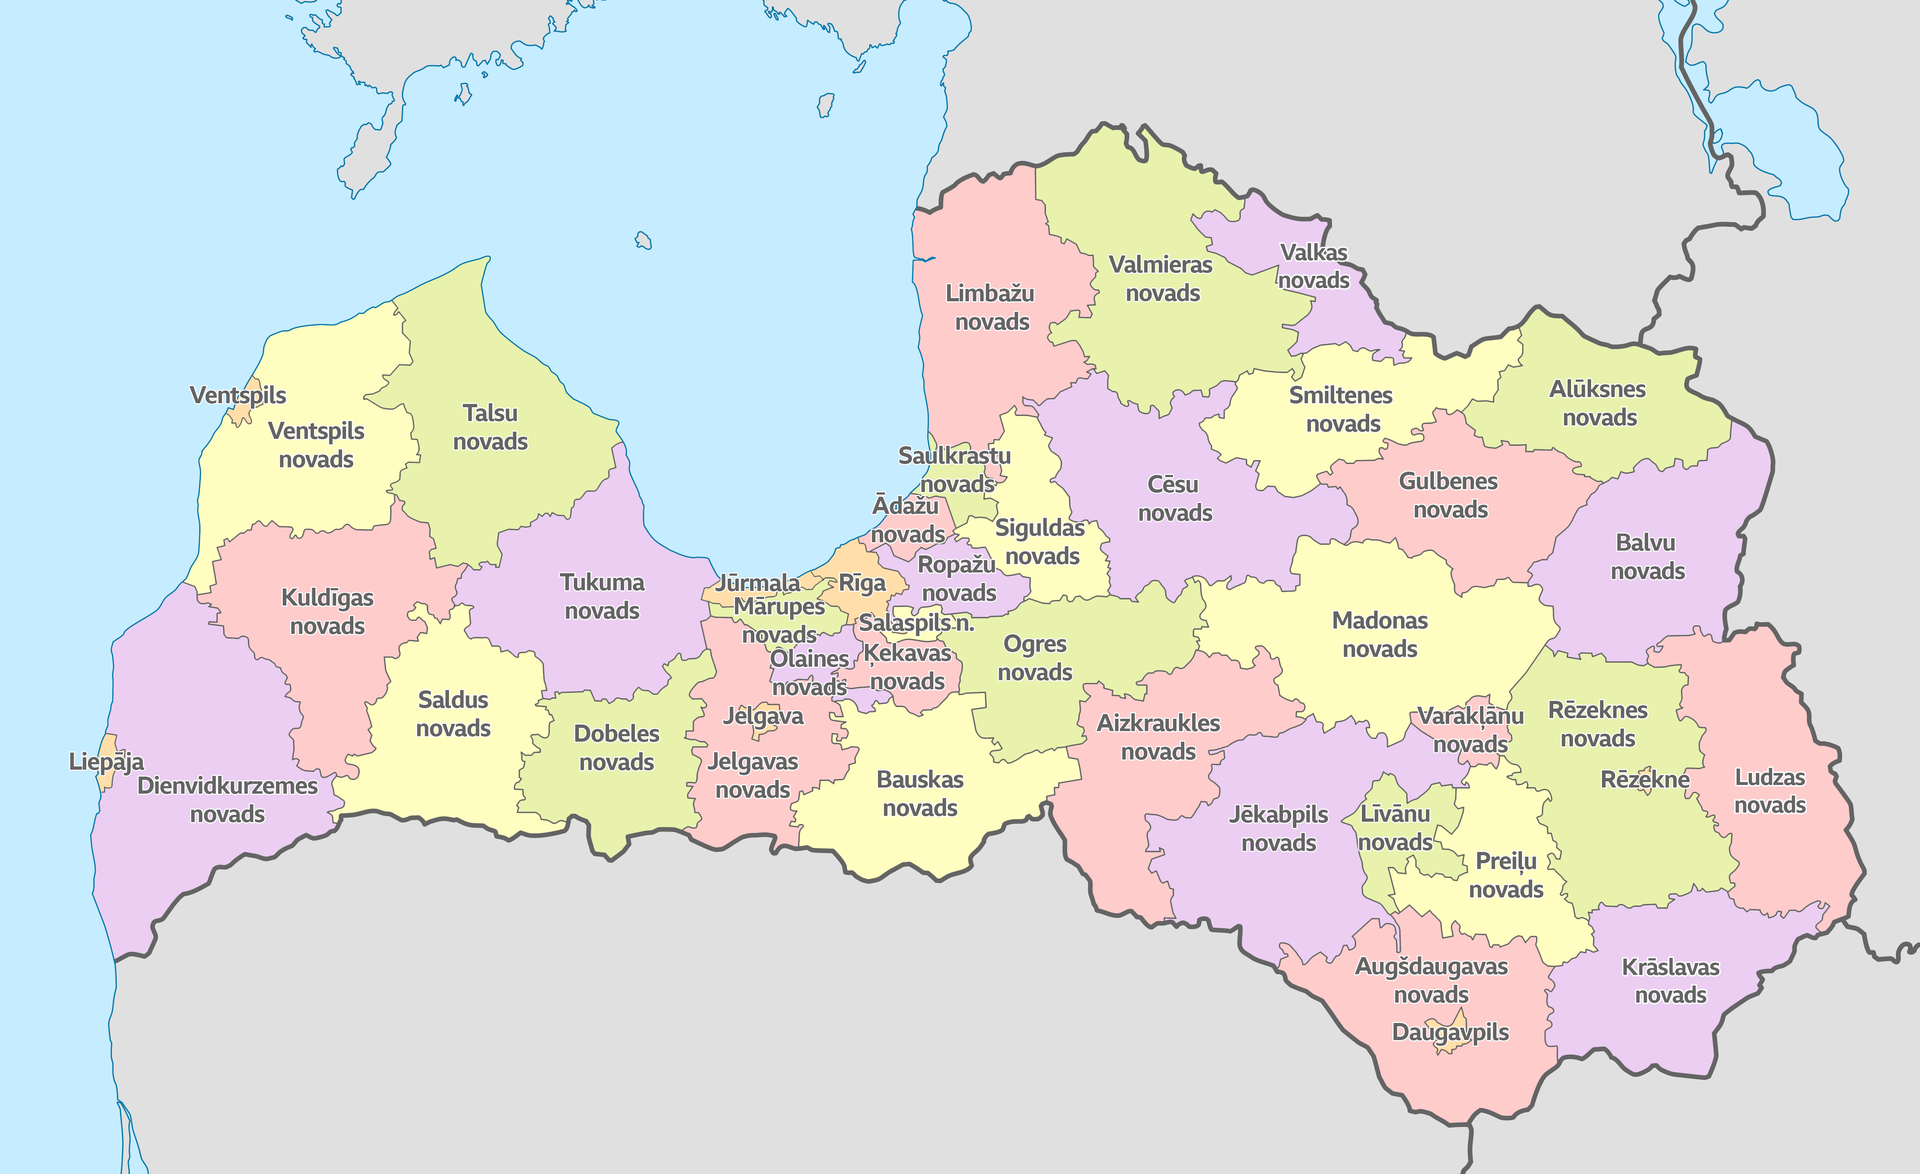 Valkas
novads
Valmieras
novads
Limbažu
novads
Alūksnes
novads
Smiltenes
novads
Ventspils
Ventspils
novads
Talsu
novads
Saulkrastu
novads
Cēsu
novads
Gulbenes
novads
Ādažu
novads
Siguldas
novads
Balvu
novads
Ropažu
novads
Jūrmala
Rīga
Tukuma
novads
Kuldīgas
novads
Mārupes
novads
Salaspils n.
Madonas
novads
Ogres
novads
Olaines
novads
Ķekavas
novads
Saldus
novads
Jelgava
Varakļānu
novads
Rēzeknes
novads
Aizkraukles
novads
Dobeles
novads
Liepāja
Jelgavas
novads
Dienvidkurzemes
novads
Bauskas
novads
Rēzekne
Ludzas
novads
Jēkabpils
novads
Līvānu
novads
Preiļu
novads
Augšdaugavas
novads
Krāslavas
novads
Daugavpils